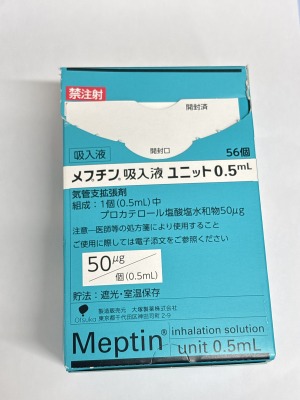 禁注射
開封済
開封口
吸入液
56個
メプチン®吸入液ユニット0.5mL
気管支拡張剤
組成：1個（0.5mL）中
プロカテロール塩酸塩水和物50μg
注意—医師等の処方箋により使用すること
ご使用に際しては電子添文をご参照ください
50μg
個（0.5mL）
貯法：遮光・室温保存
Otsuka
製造販売元 大塚製薬株式会社
東京都千代田区神田司町2-9
Meptin® inhalation solution
unit 0.5mL